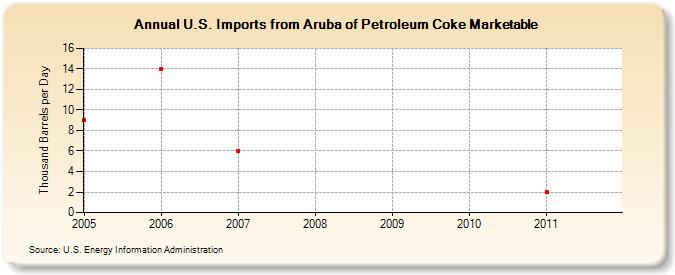 Annual U.S. Imports from Aruba of Petroleum Coke Marketable
Thousand Barrels per Day
16
14
12
10
8
6
4
2
0
2005 2006 2007 2008 2009 2010 2011
Source: U.S. Energy Information Administration